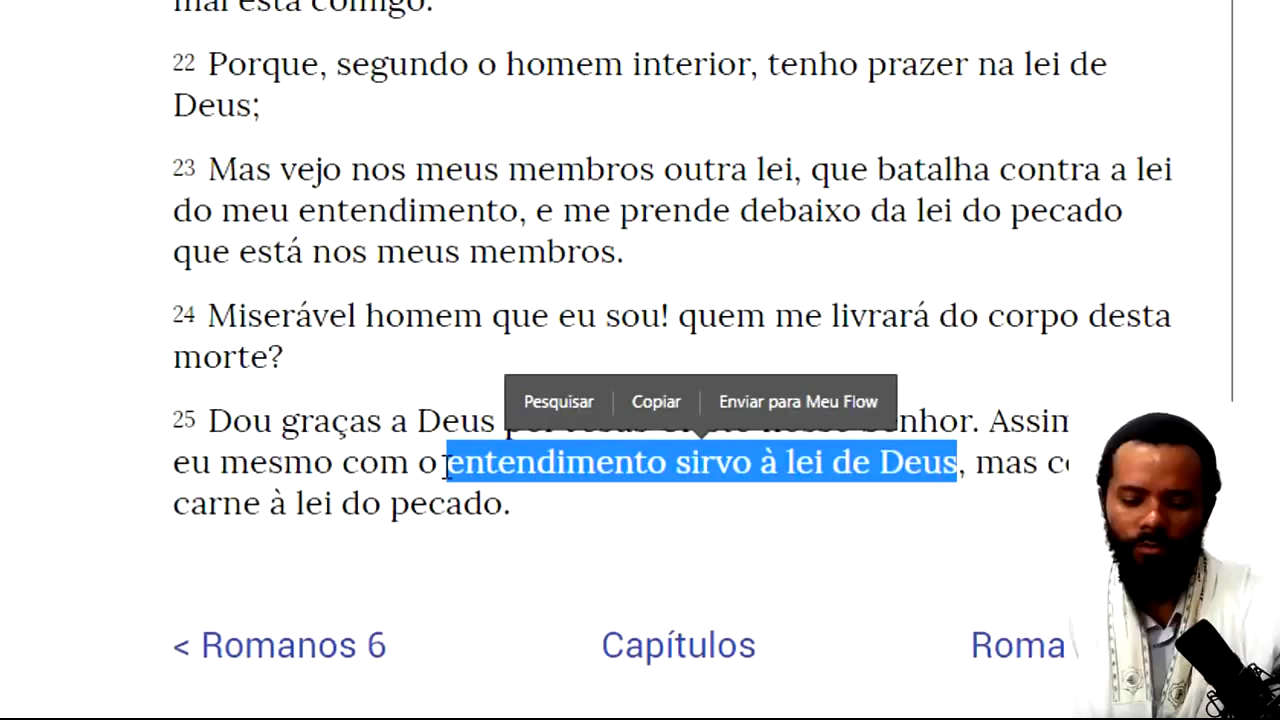 mal está comigo.
22 Porque, segundo o homem interior, tenho prazer na lei de
Deus;
23 Mas vejo nos meus membros outra lei, que batalha contra a lei
do meu entendimento, e me prende debaixo da lei do pecado
que está nos meus membros.
24 Miserável homem que eu sou! quem me livrará do corpo desta
morte?
Pesquisar Copiar Enviar para Meu Flow
25 Dou graças a Deus
eu mesmo com o entendimento sirvo à lei de Deus, mas
carne à lei do pecado.
< Romanos 6 Capítulos Roma